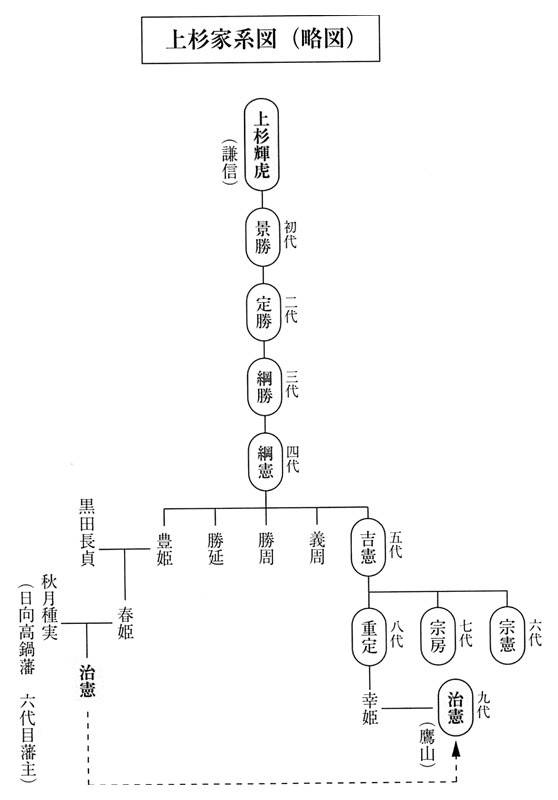 上杉家系図（略図）
上杉輝虎
（謙信）
初代
景勝
二代
定勝
三代
綱勝
四代
綱憲
五代
吉憲
義周
勝周
勝延
豊姫
黒田長貞
六代
宗憲
七代
宗房
八代
重定
春姫
秋月種実
（日向高鍋藩　六代目藩主）
治憲
幸姫
九代
治憲
（鷹山）